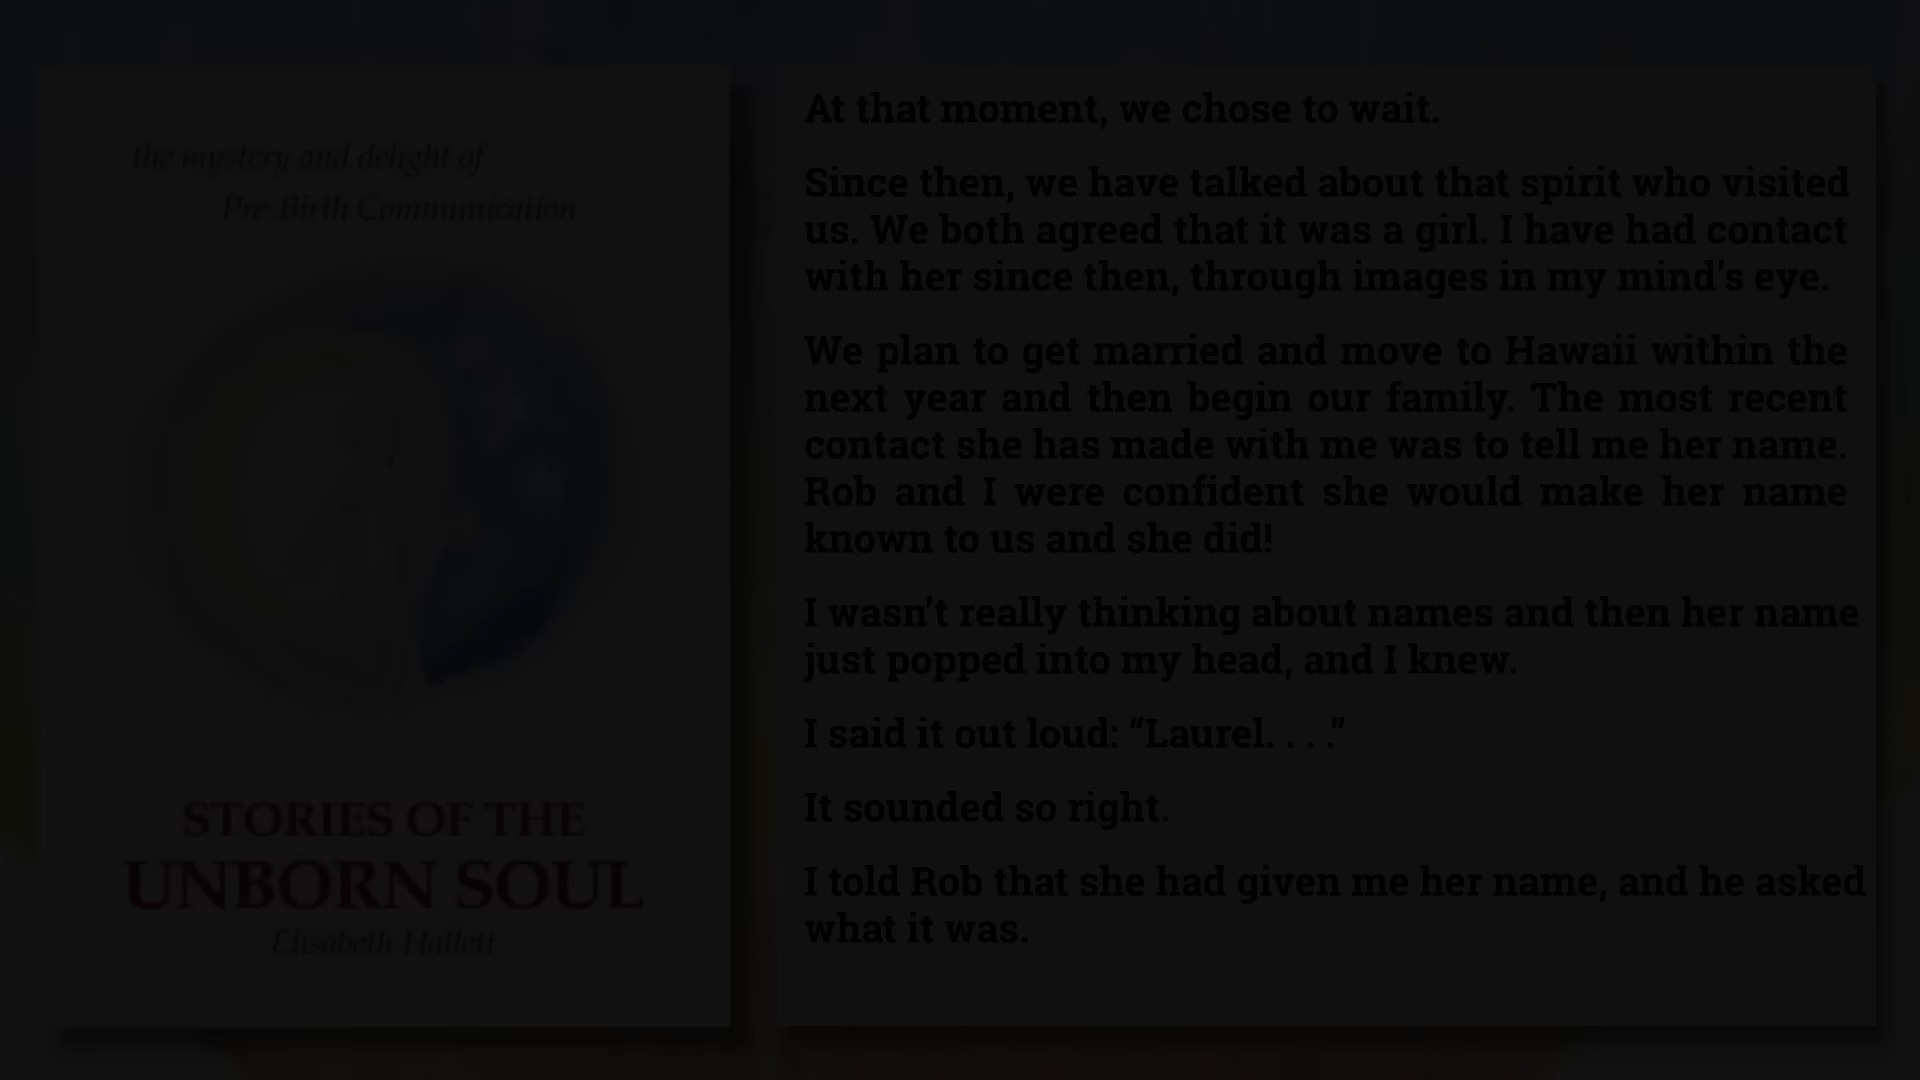 the mystery and delight of
Pre-Birth Communication
STORIES OF THE
UNBORN SOUL
Elisabeth Hallett
At that moment, we chose to wait.
Since then, we have talked about that spirit who visited
us. We both agreed that it was a girl. I have had contact
with her since then, through images in my mind’s eye.
We plan to get married and move to Hawaii within the
next year and then begin our family. The most recent
contact she has made with me was to tell me her name.
Rob and I were confident she would make her name
known to us and she did!
I wasn’t really thinking about names and then her name
just popped into my head, and I knew.
I said it out loud: “Laurel. . . .”
It sounded so right.
I told Rob that she had given me her name, and he asked
what it was.